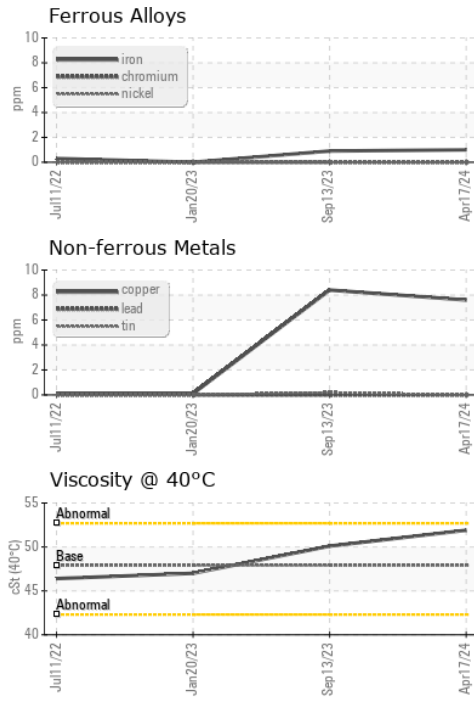 Ferrous Alloys
10
8
6
4
2
0
ppm
iron
chromium
nickel
Jul11/22
Jan20/23
Sep13/23
Apr17/24
Non-ferrous Metals
10
8
6
4
2
0
ppm
copper
lead
tin
Jul11/22
Jan20/23
Sep13/23
Apr17/24
Viscosity @ 40°C
55
50
45
40
cSt (40°C)
Abnormal
Base
Abnormal
Jul11/22
Jan20/23
Sep13/23
Apr17/24